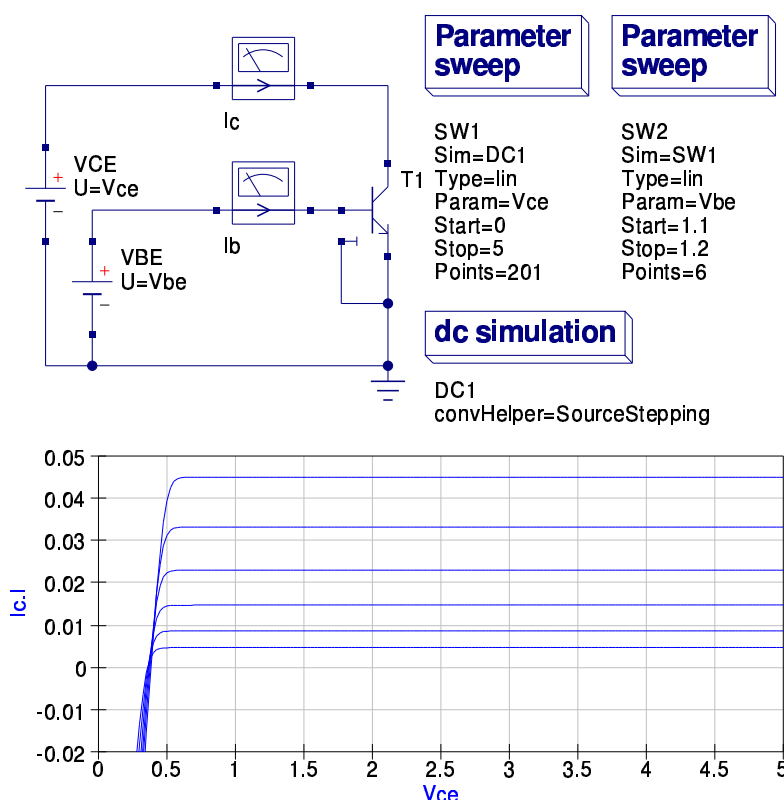 Parameter
sweep
SW1
Sim=DC1
Type=lin
Param=Vce
Start=0
Stop=5
Points=201
Parameter
sweep
SW2
Sim=SW1
Type=lin
Param=Vbe
Start=1.1
Stop=1.2
Points=6
Ic
VCE
U=Vce
+
−
Ib
VBE
U=Vbe
+
−
T1
dc simulation
DC1
convHelper=SourceStepping
0.05
0.04
0.03
0.02
0.01
0
-0.01
-0.02
Ic.I
0 0.5 1 1.5 2 2.5 3 3.5 4 4.5 5
Vce